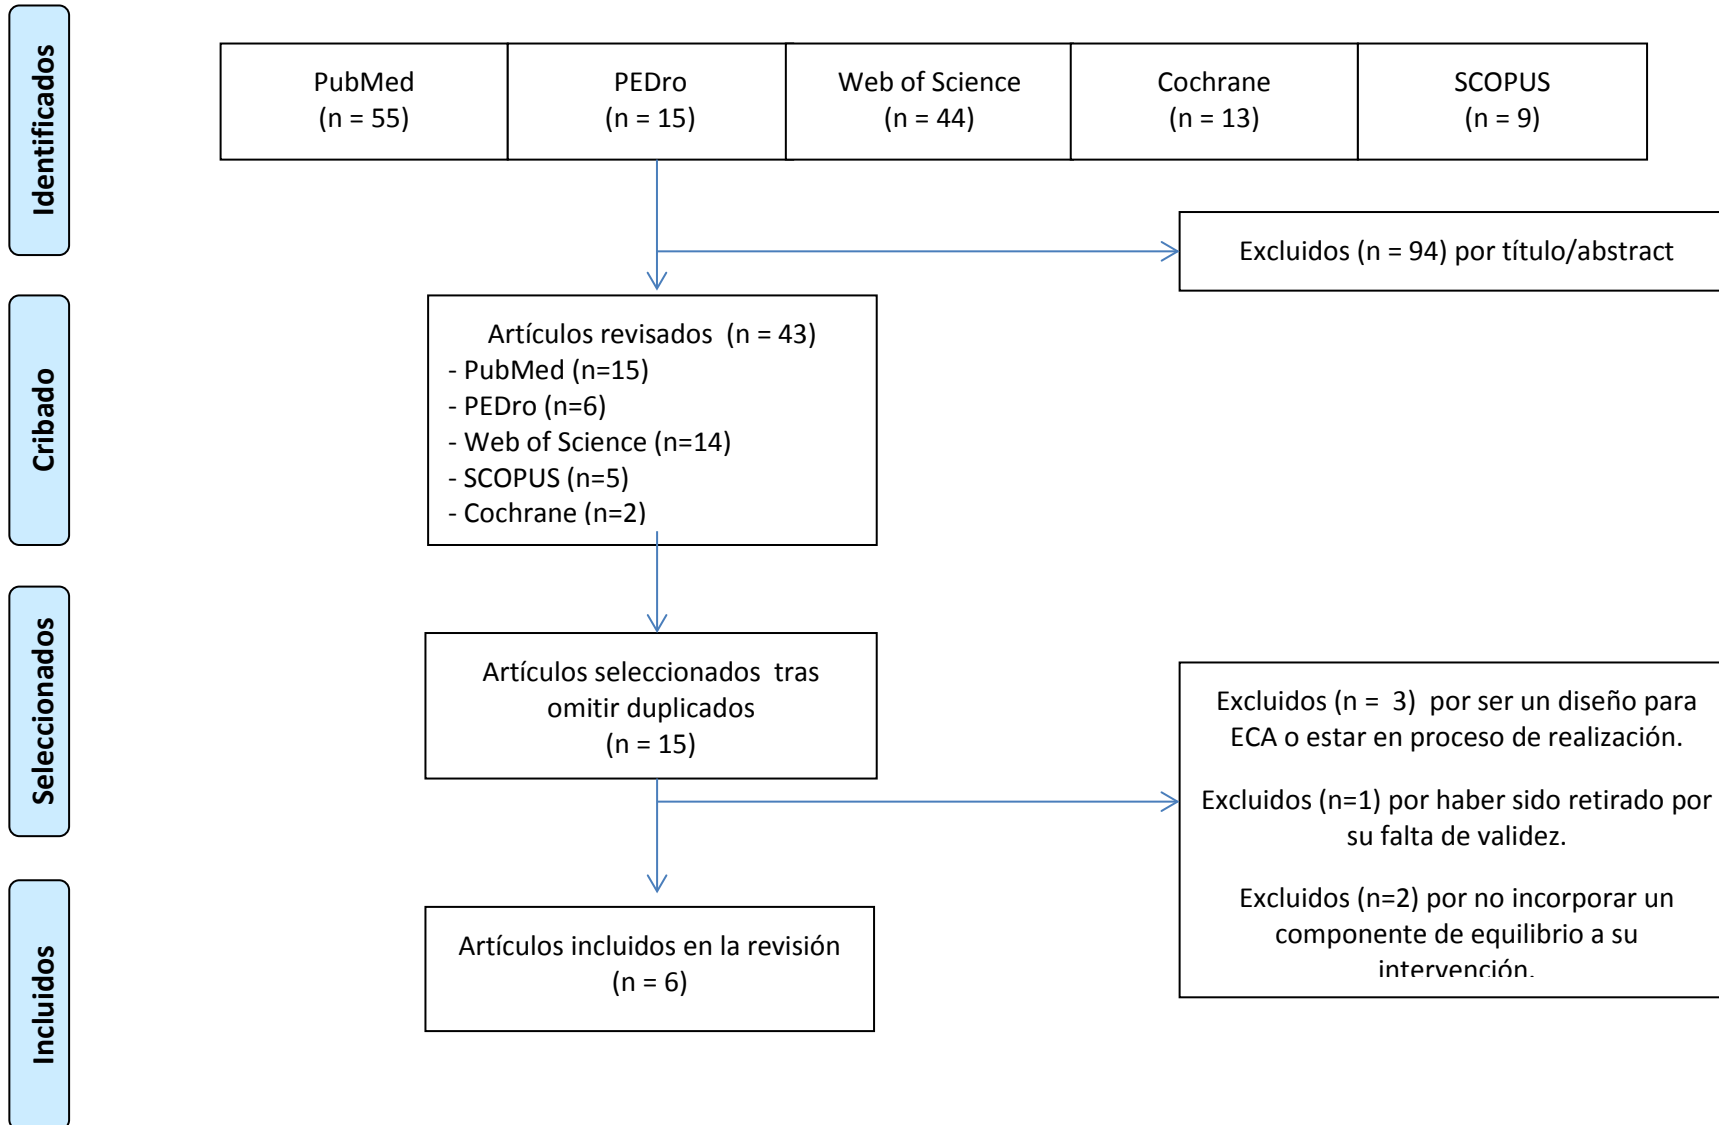 Identificados
PubMed
(n = 55)
PEDro
(n = 15)
Web of Science
(n = 44)
Cochrane
(n = 13)
SCOPUS
(n = 9)
Excluidos (n = 94) por título/abstract
Cribado
Artículos revisados (n = 43)
- PubMed (n=15)
- PEDro (n=6)
- Web of Science (n=14)
- SCOPUS (n=5)
- Cochrane (n=2)
Seleccionados
Artículos seleccionados tras
omitir duplicados
(n = 15)
Excluidos (n = 3) por ser un diseño para
ECA o estar en proceso de realización.
Excluidos (n=1) por haber sido retirado por
su falta de validez.
Excluidos (n=2) por no incorporar un
componente de equilibrio a su
intervención.
Incluidos
Artículos incluidos en la revisión
(n = 6)